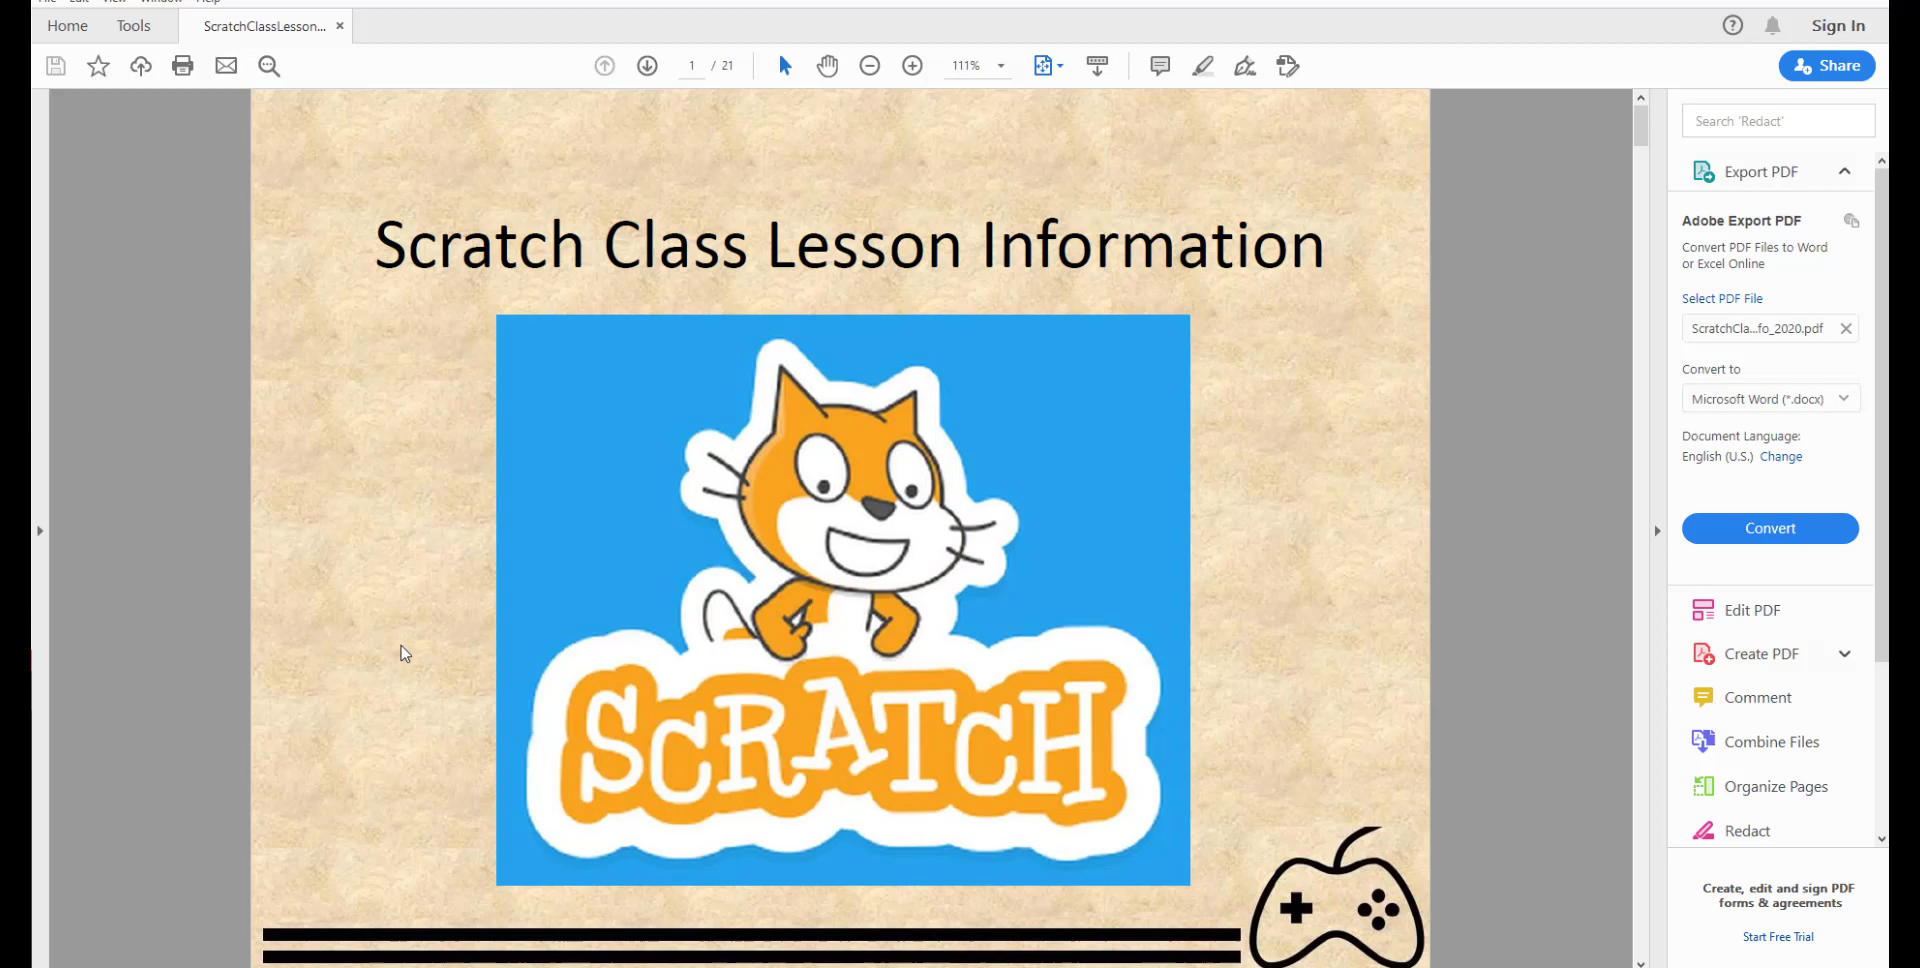 Home
Tools
ScratchClassLesson...
Sign In
1 / 21
111%
Share
Search 'Redact'
Export PDF
Scratch Class Lesson Information
Adobe Export PDF
Convert PDF Files to Word
or Excel Online
Select PDF File
ScratchCla...fo_2020.pdf
Convert to
Microsoft Word (*.docx)
Document Language:
English (U.S.) Change
Convert
Edit PDF
Create PDF
SCRATCH
Comment
Combine Files
Organize Pages
Redact
Create, edit and sign PDF
forms & agreements
Start Free Trial